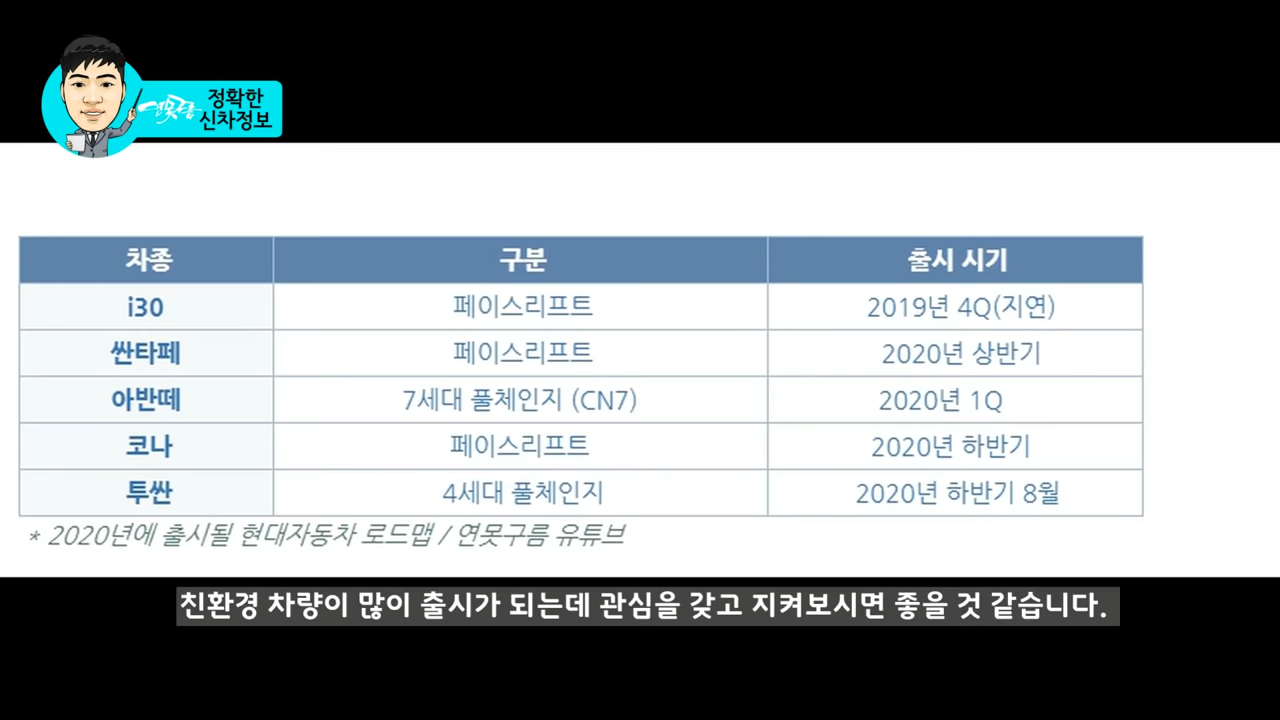 연못구름
정확한
신차정보
차종 구분 출시 시기
i30 페이스리프트 2019년 4Q(지연)
싼타페 페이스리프트 2020년 상반기
아반떼 7세대 풀체인지 (CN7) 2020년 1Q
코나 페이스리프트 2020년 하반기
투싼 4세대 풀체인지 2020년 하반기 8월
* 2020년에 출시될 현대자동차 로드맵 / 연못구름 유튜브
친환경 차량이 많이 출시가 되는데 관심을 갖고 지켜보시면 좋을 것 같습니다.